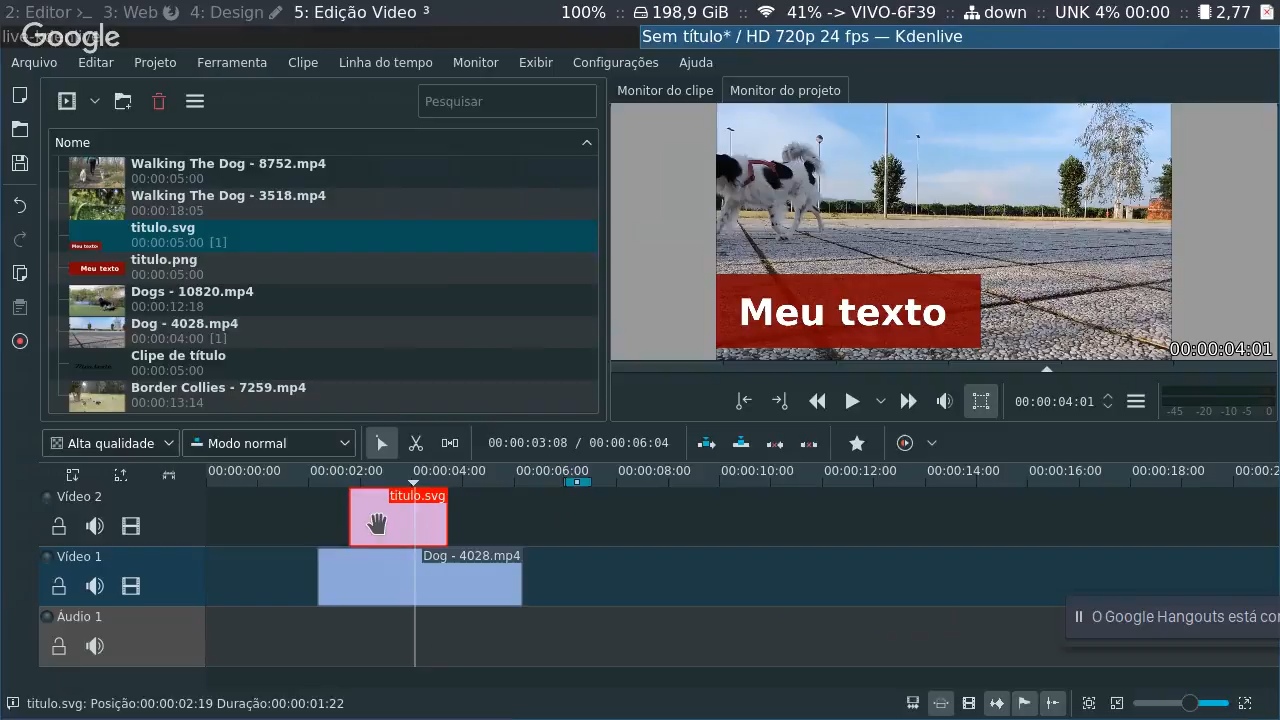 2: Editor >_ 3: Web 4: Design 5: Edição Video ³ 100% :: 198,9 GiB :: 41% -> VIVO-6F39 :: down :: UNK 4% 00:00 :: 2,77
Google
Sem título* / HD 720p 24 fps — Kdenlive
Arquivo Editar Projeto Ferramenta Clipe Linha do tempo Monitor Exibir Configurações Ajuda
Pesquisar
Monitor do clipe Monitor do projeto
Nome
Walking The Dog - 8752.mp4
00:00:05:00
Walking The Dog - 3518.mp4
00:00:18:05
titulo.svg
00:00:05:00 [1]
Meu texto
titulo.png
00:00:05:00
Meu texto
Dogs - 10820.mp4
00:00:12:18
Dog - 4028.mp4
00:00:04:00 [1]
Clipe de título
00:00:05:00
Border Collies - 7259.mp4
00:00:13:14
Meu texto
00:00:04:01
00:00:04:01
-45 -20 -10 -5 0
Alta qualidade Modo normal 00:00:03:08 / 00:00:06:04
00:00:00:00 00:00:02:00 00:00:04:00 00:00:06:00 00:00:08:00 00:00:10:00 00:00:12:00 00:00:14:00 00:00:16:00 00:00:18:00
Vídeo 2
titulo.svg
Vídeo 1
Dog - 4028.mp4
Áudio 1
O Google Hangouts está
titulo.svg: Posição:00:00:02:19 Duração:00:00:01:22